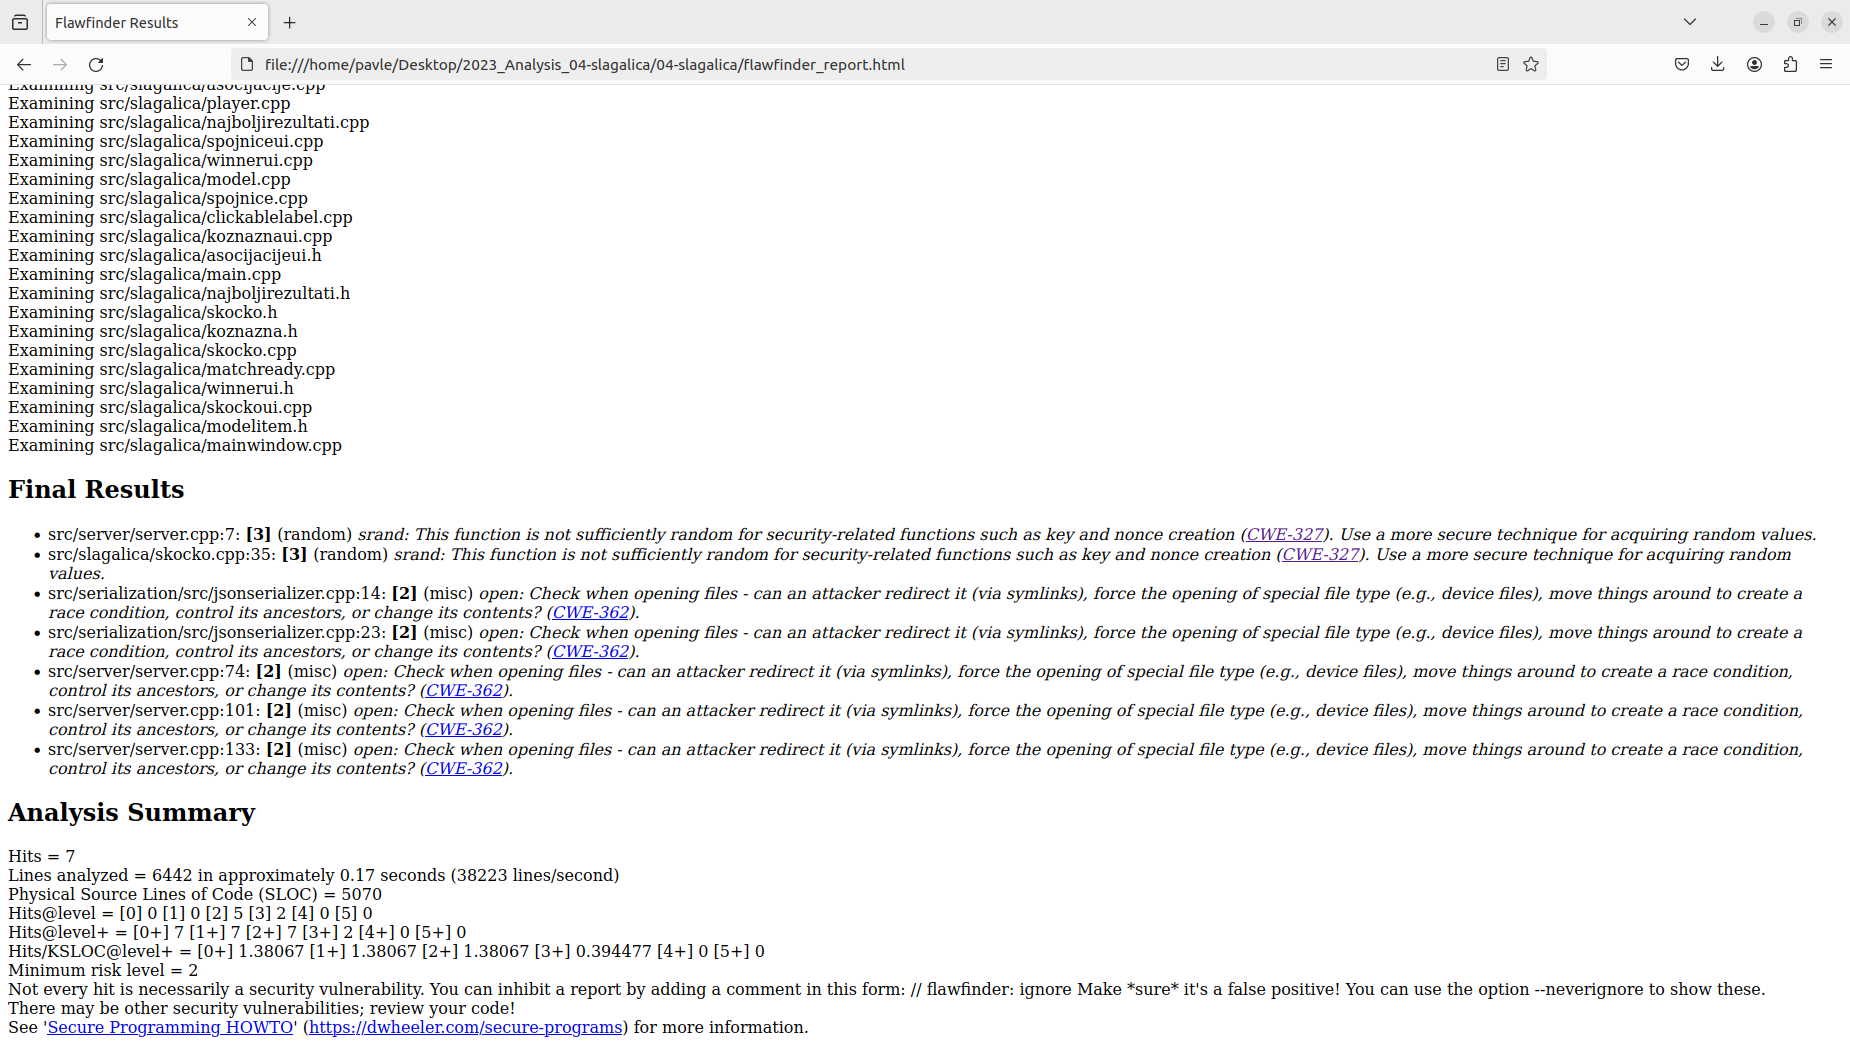 Flawfinder Results
file:///home/pavle/Desktop/2023_Analysis_04-slagalica/04-slagalica/flawfinder_report.html
Examining src/slagalica/asocijacije.cpp
Examining src/slagalica/player.cpp
Examining src/slagalica/najboljirezultati.cpp
Examining src/slagalica/spojniceui.cpp
Examining src/slagalica/winnerui.cpp
Examining src/slagalica/model.cpp
Examining src/slagalica/spojnice.cpp
Examining src/slagalica/clickablelabel.cpp
Examining src/slagalica/koznaznaui.cpp
Examining src/slagalica/asocijacijeui.h
Examining src/slagalica/main.cpp
Examining src/slagalica/najboljirezultati.h
Examining src/slagalica/skocko.h
Examining src/slagalica/koznazna.h
Examining src/slagalica/skocko.cpp
Examining src/slagalica/matchready.cpp
Examining src/slagalica/winnerui.h
Examining src/slagalica/skockoui.cpp
Examining src/slagalica/modelitem.h
Examining src/slagalica/mainwindow.cpp
Final Results
• src/server/server.cpp:7: [3] (random) srand: This function is not sufficiently random for security-related functions such as key and nonce creation (CWE-327). Use a more secure technique for acquiring random values.
• src/slagalica/skocko.cpp:35: [3] (random) srand: This function is not sufficiently random for security-related functions such as key and nonce creation (CWE-327). Use a more secure technique for acquiring random
values.
• src/serialization/src/jsonserializer.cpp:14: [2] (misc) open: Check when opening files - can an attacker redirect it (via symlinks), force the opening of special file type (e.g., device files), move things around to create a
race condition, control its ancestors, or change its contents? (CWE-362).
• src/serialization/src/jsonserializer.cpp:23: [2] (misc) open: Check when opening files - can an attacker redirect it (via symlinks), force the opening of special file type (e.g., device files), move things around to create a
race condition, control its ancestors, or change its contents? (CWE-362).
• src/server/server.cpp:74: [2] (misc) open: Check when opening files - can an attacker redirect it (via symlinks), force the opening of special file type (e.g., device files), move things around to create a race condition,
control its ancestors, or change its contents? (CWE-362).
• src/server/server.cpp:101: [2] (misc) open: Check when opening files - can an attacker redirect it (via symlinks), force the opening of special file type (e.g., device files), move things around to create a race condition,
control its ancestors, or change its contents? (CWE-362).
• src/server/server.cpp:133: [2] (misc) open: Check when opening files - can an attacker redirect it (via symlinks), force the opening of special file type (e.g., device files), move things around to create a race condition,
control its ancestors, or change its contents? (CWE-362).
Analysis Summary
Hits = 7
Lines analyzed = 6442 in approximately 0.17 seconds (38223 lines/second)
Physical Source Lines of Code (SLOC) = 5070
Hits@level = [0] 0 [1] 0 [2] 5 [3] 2 [4] 0 [5] 0
Hits@level+ = [0+] 7 [1+] 7 [2+] 7 [3+] 2 [4+] 0 [5+] 0
Hits/KSLOC@level+ = [0+] 1.38067 [1+] 1.38067 [2+] 1.38067 [3+] 0.394477 [4+] 0 [5+] 0
Minimum risk level = 2
Not every hit is necessarily a security vulnerability. You can inhibit a report by adding a comment in this form: // flawfinder: ignore Make *sure* it's a false positive! You can use the option --neverignore to show these.
There may be other security vulnerabilities; review your code!
See 'Secure Programming HOWTO' (https://dwheeler.com/secure-programs) for more information.